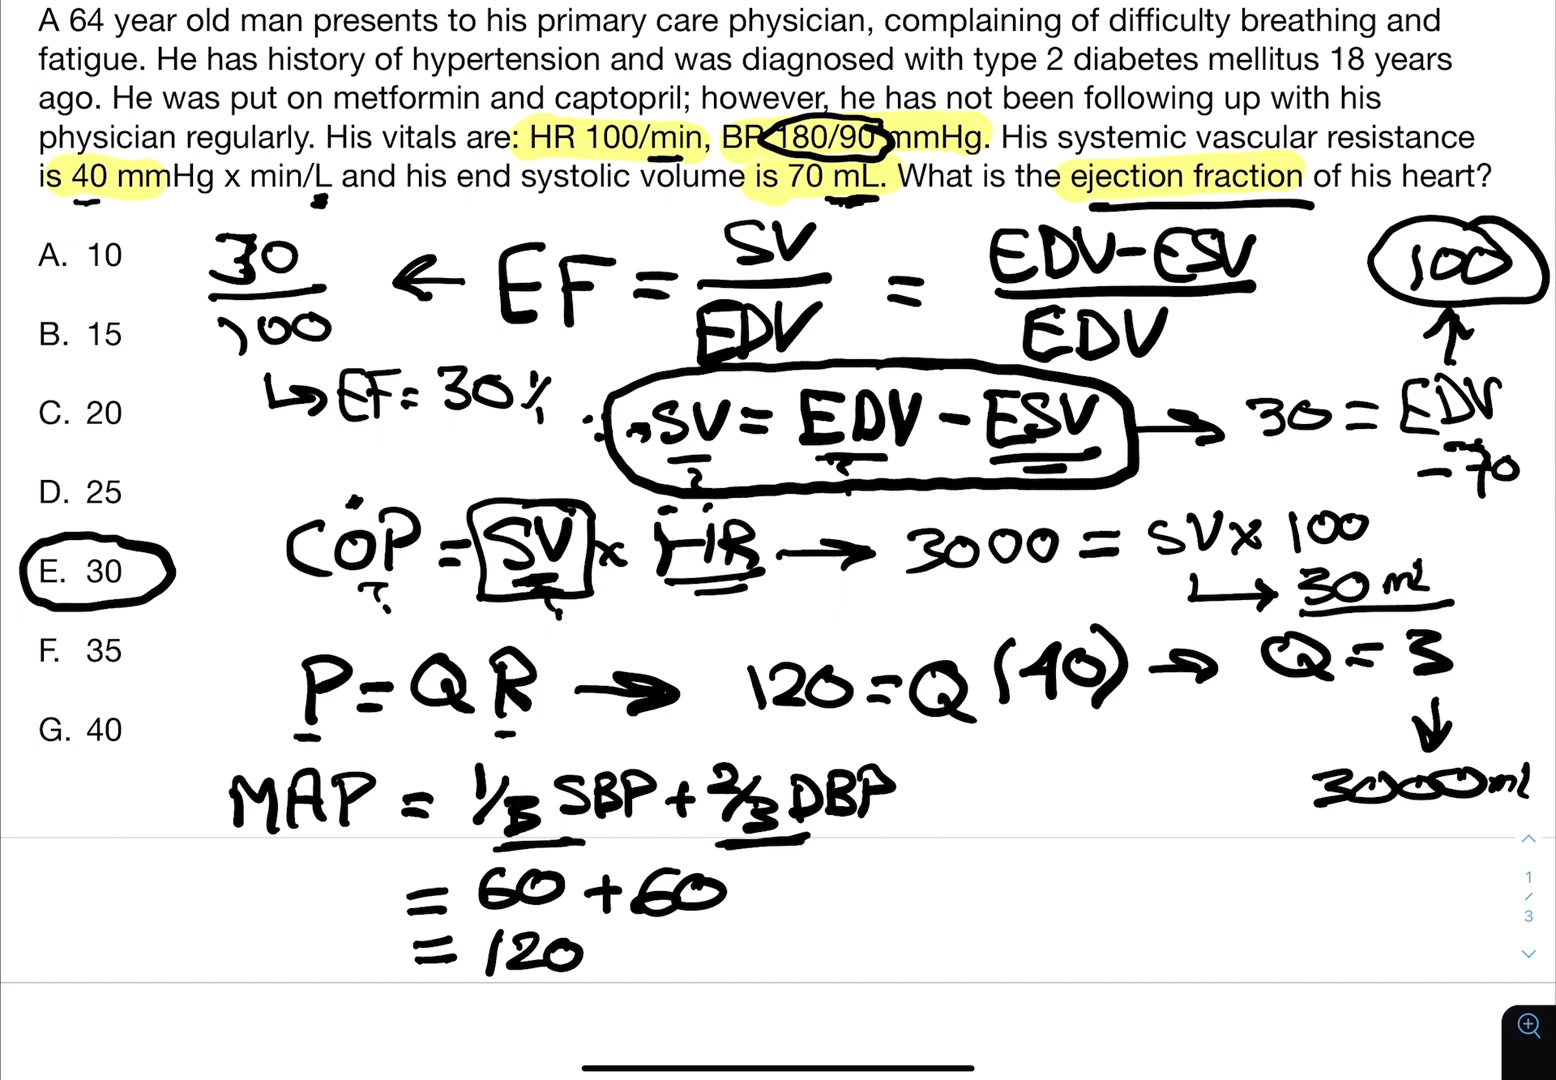 A 64 year old man presents to his primary care physician, complaining of difficulty breathing and
fatigue. He has history of hypertension and was diagnosed with type 2 diabetes mellitus 18 years
ago. He was put on metformin and captopril; however, he has not been following up with his
physician regularly. His vitals are: HR 100/min, BP 180/90 mmHg. His systemic vascular resistance
is 40 mmHg x min/L and his end systolic volume is 70 mL. What is the ejection fraction of his heart?
A. 10
B. 15
C. 20
D. 25
E. 30
F. 35
G. 40
30/100 ← EF = SV/EDV = EDV-ESV/EDV
100
↑
↳ EF = 30%
SV = EDV - ESV → 30 = EDV
? ?
- 70
COP = SV x HR → 3000 = SV x 100
? ?
↳ 30 ml
P = QR → 120 = Q (40) → Q = 3
↓
3000 ml
MAP = 1/3 SBP + 2/3 DBP
= 60 + 60
= 120
1
/
3